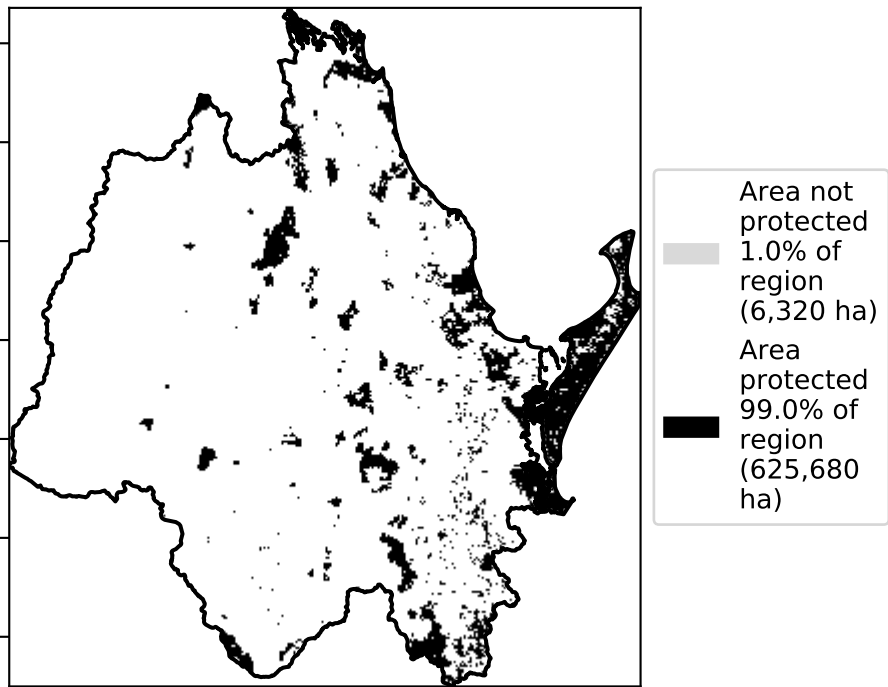 Area not
protected
1.0% of
region
(6,320 ha)
Area
protected
99.0% of
region
(625,680
ha)